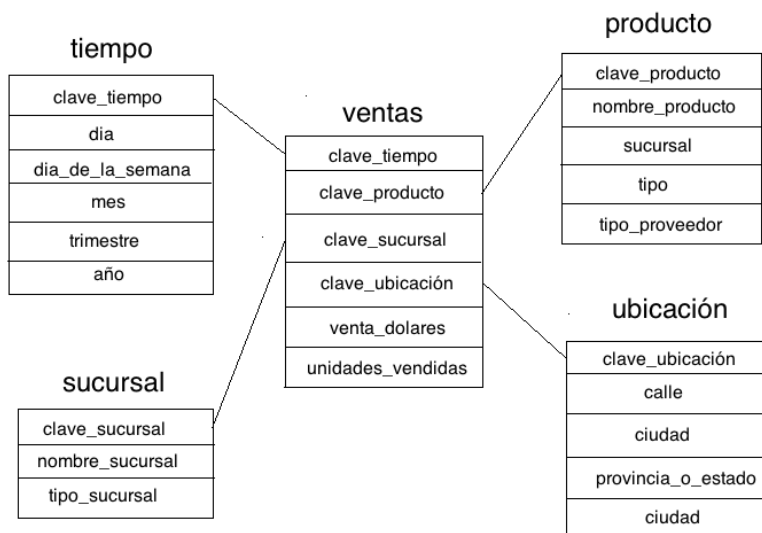 tiempo
clave_tiempo
dia
dia_de_la_semana
mes
trimestre
año
ventas
clave_tiempo
clave_producto
clave_sucursal
clave_ubicación
venta_dolares
unidades_vendidas
producto
clave_producto
nombre_producto
sucursal
tipo
tipo_proveedor
sucursal
clave_sucursal
nombre_sucursal
tipo_sucursal
ubicación
clave_ubicación
calle
ciudad
provincia_o_estado
ciudad